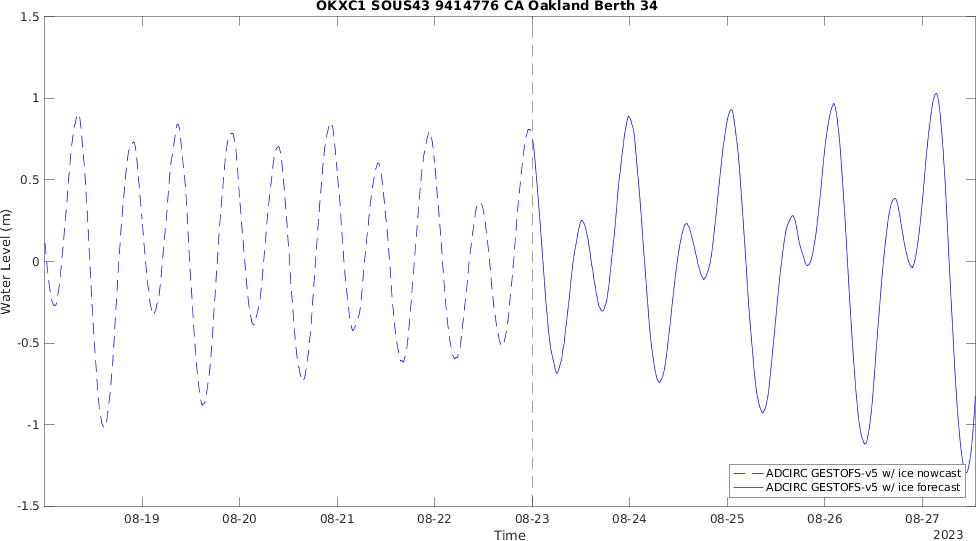 OKXC1 SOUS43 9414776 CA Oakland Berth 34
1.5
1
0.5
0
-0.5
-1
-1.5
Water Level (m)
ADCIRC GESTOFS-v5 w/ ice nowcast
ADCIRC GESTOFS-v5 w/ ice forecast
08-19 08-20 08-21 08-22 08-23 08-24 08-25 08-26 08-27
Time
2023